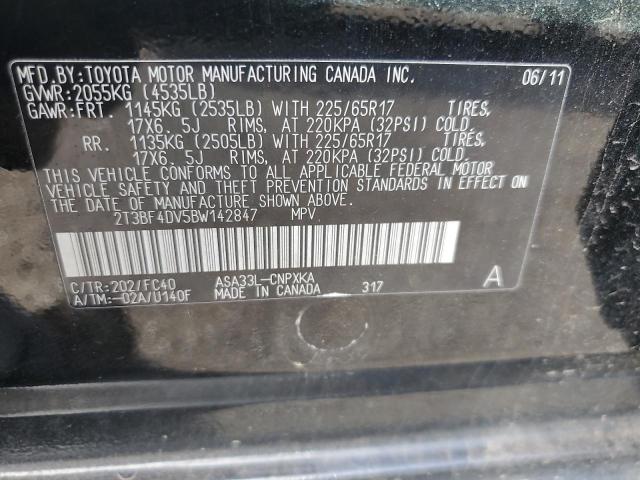 MFD.BY:TOYOTA MOTOR MANUFACTURING CANADA INC. 06/11
GVWR:2055KG (4535LB)
GAWR:FRT. 1145KG (2535LB) WITH 225/65R17 TIRES,
17X6.5J RIMS, AT 220KPA (32PSI) COLD.
RR. 1135KG (2505LB) WITH 225/65R17 TIRES,
17X6.5J RIMS, AT 220KPA (32PSI) COLD.
THIS VEHICLE CONFORMS TO ALL APPLICABLE FEDERAL MOTOR
VEHICLE SAFETY AND THEFT PREVENTION STANDARDS IN EFFECT ON
THE DATE OF MANUFACTURE SHOWN ABOVE.
2T3BF4DV5BW142847 MPV.
C/TR:202/FC40 ASA33L-CNPXKA A
A/TM:-02A/U140F MADE IN CANADA 317